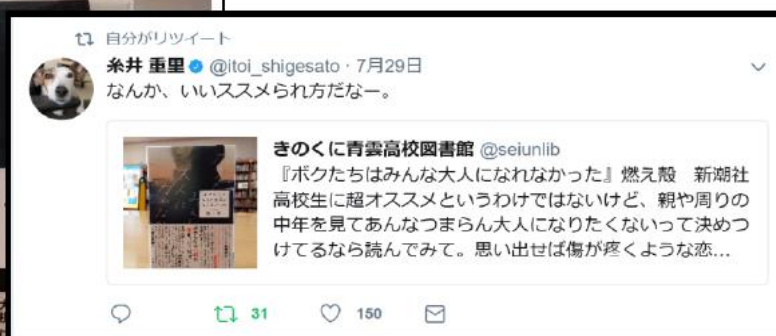 自分がリツイート
糸井 重里 @itoi_shigesato · 7月29日
なんか、いいススメられ方だなー。
きのくに青雲高校図書館 @seiunlib
『ボクたちはみんな大人になれなかった』燃え殻 新潮社
高校生に超オススメというわけではないけど、親や周りの
中年を見てあんなつまらん大人になりたくないって決めつ
けてるなら読んでみて。思い出せば傷が疼くような恋...
31 150